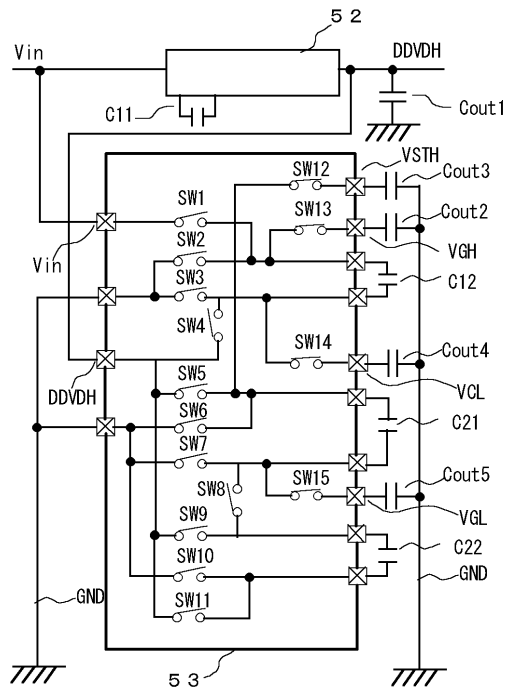 52
Vin
DDVDH
C11
Cout1
VSTH
SW12
Cout3
SW1
SW13
Cout2
Vin
SW2
VGH
SW3
C12
SW4
SW14
Cout4
DDVDH
SW5
VCL
SW6
C21
SW7
SW15
Cout5
SW8
VGL
SW9
C22
SW10
GND
GND
SW11
53